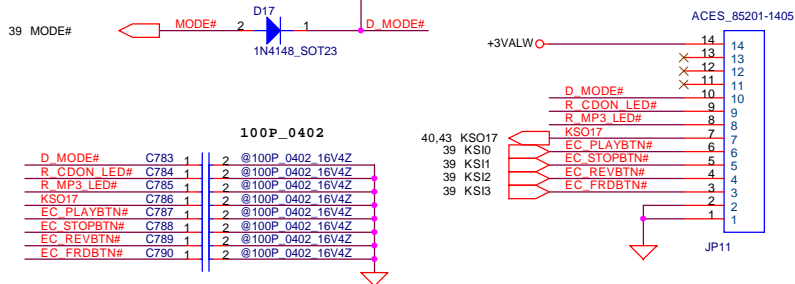 D17
39 MODE# MODE# 2 1 D_MODE#
1N4148_SOT23
100P_0402
D_MODE# C783 1 2 @100P_0402_16V4Z
R_CDON_LED# C784 1 2 @100P_0402_16V4Z
R_MP3_LED# C785 1 2 @100P_0402_16V4Z
KSO17 C786 1 2 @100P_0402_16V4Z
EC_PLAYBTN# C787 1 2 @100P_0402_16V4Z
EC_STOPBTN# C788 1 2 @100P_0402_16V4Z
EC_REVBTN# C789 1 2 @100P_0402_16V4Z
EC_FRDBTN# C790 1 2 @100P_0402_16V4Z
ACES_85201-1405
+3VALW 14 14
13 13
12 12
11 11
D_MODE# 10 10
R_CDON_LED# 9 9
R_MP3_LED# 8 8
40,43 KSO17 KSO17 7 7
39 KSI0 EC_PLAYBTN# 6 6
39 KSI1 EC_STOPBTN# 5 5
39 KSI2 EC_REVBTN# 4 4
39 KSI3 EC_FRDBTN# 3 3
2 2
1 1
JP11